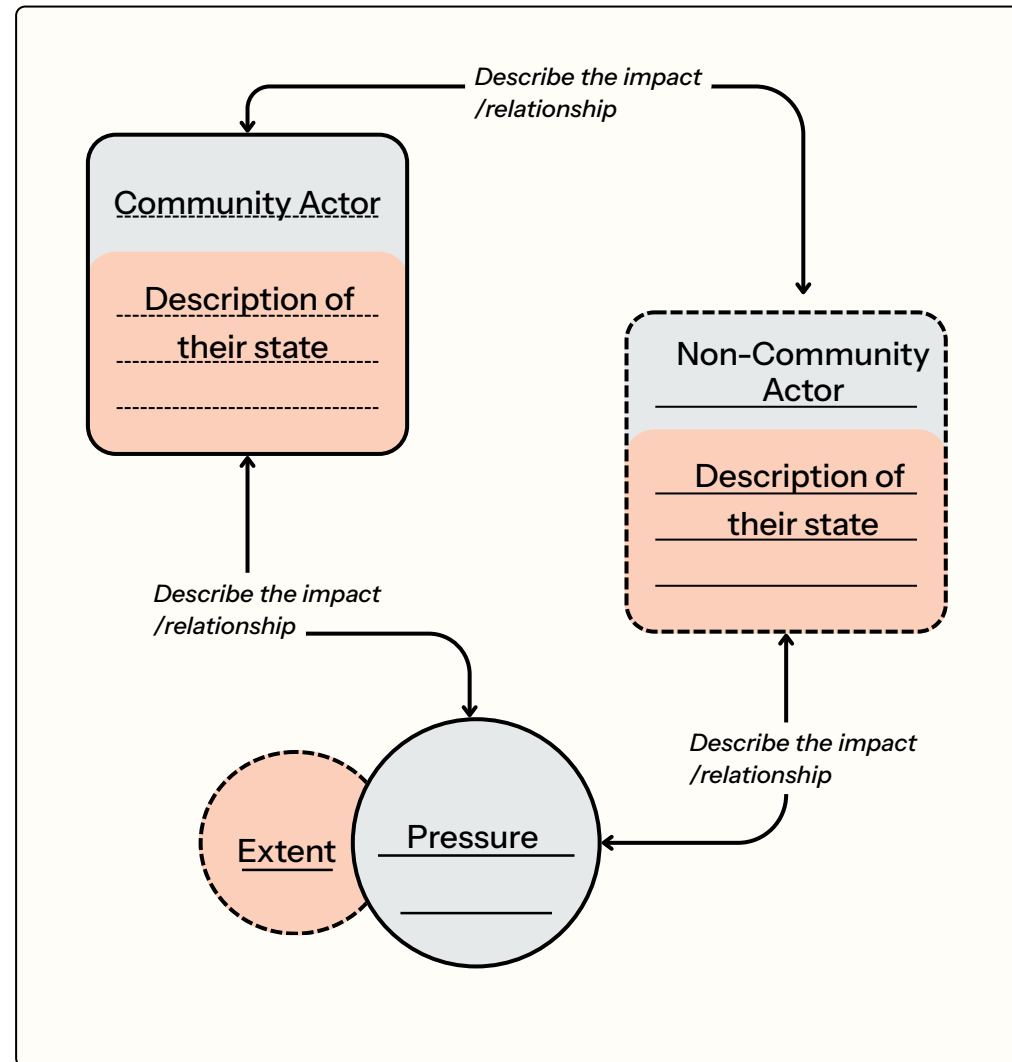 Describe the impact
/relationship
Community Actor
Description of
their state
Non-Community
Actor
Description of
their state
Describe the impact
/relationship
Describe the impact
/relationship
Extent
Pressure